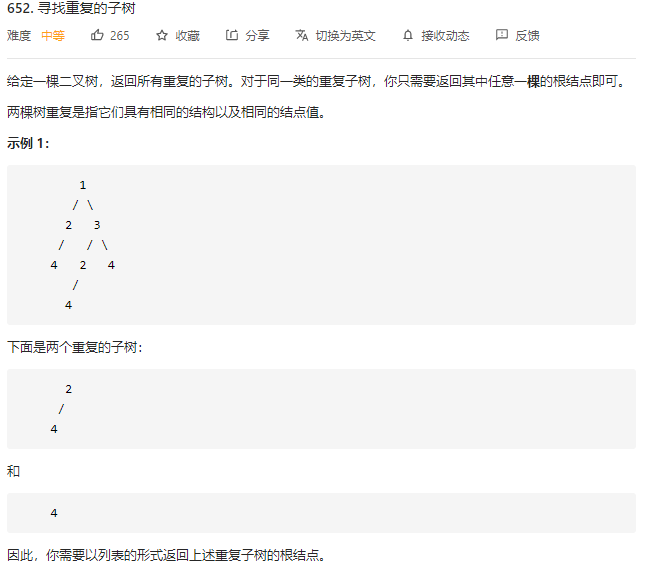 652. 寻找重复的子树
难度 中等 265 收藏 分享 切换为英文 接收动态 反馈
给定一棵二叉树，返回所有重复的子树。对于同一类的重复子树，你只需要返回其中任意一棵的根结点即可。
两棵树重复是指它们具有相同的结构以及相同的结点值。
示例 1：
1
/ \
2 3
/ / \
4 2 4
/
4
下面是两个重复的子树：
2
/
4
和
4
因此，你需要以列表的形式返回上述重复子树的根结点。